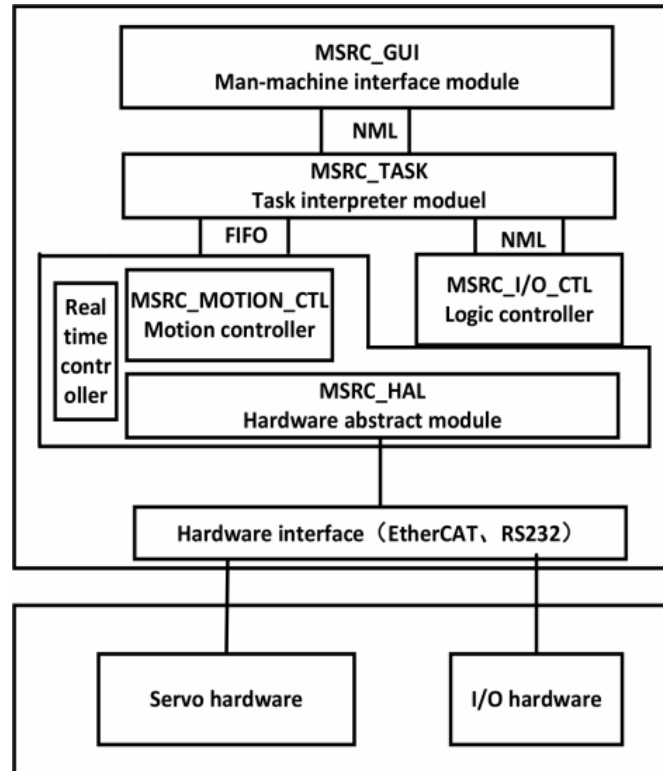 MSRC_GUI
Man-machine interface module
NML
MSRC_TASK
Task interpreter moduel
FIFO
NML
Real
time
contr
oller
MSRC_MOTION_CTL
Motion controller
MSRC_I/O_CTL
Logic controller
MSRC_HAL
Hardware abstract module
Hardware interface（EtherCAT、RS232）
Servo hardware
I/O hardware